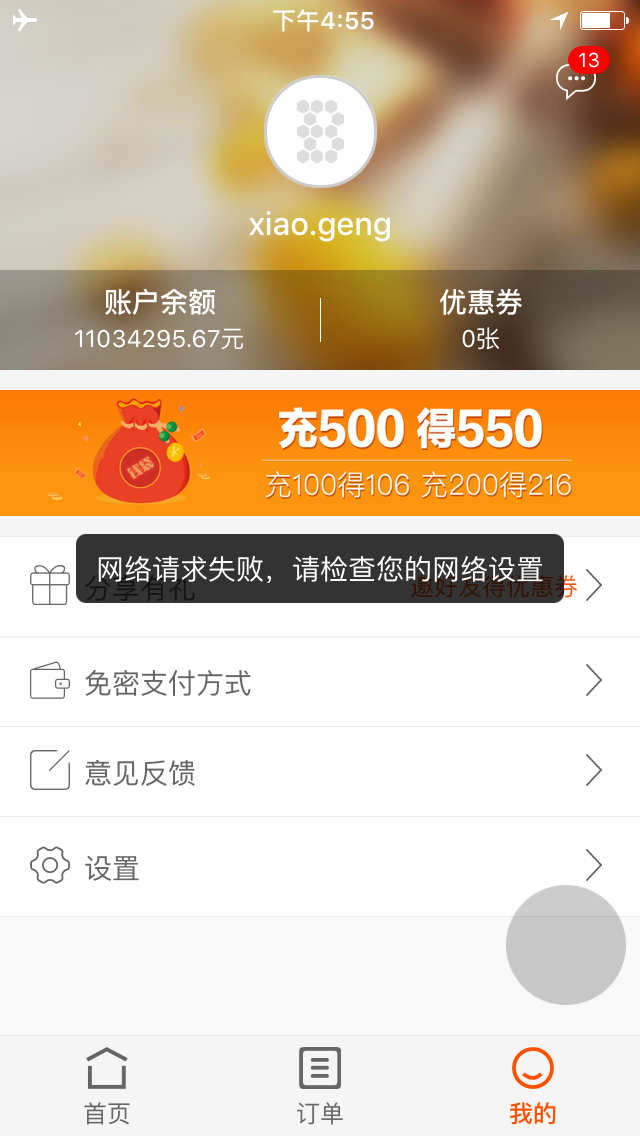 下午4:55
13
xiao.geng
账户余额
优惠券
11034295.67元
0张
充500 得550
充100得106 充200得216
网络请求失败，请检查您的网络设置
分享有礼
邀好友得优惠券
免密支付方式
意见反馈
设置
首页
订单
我的